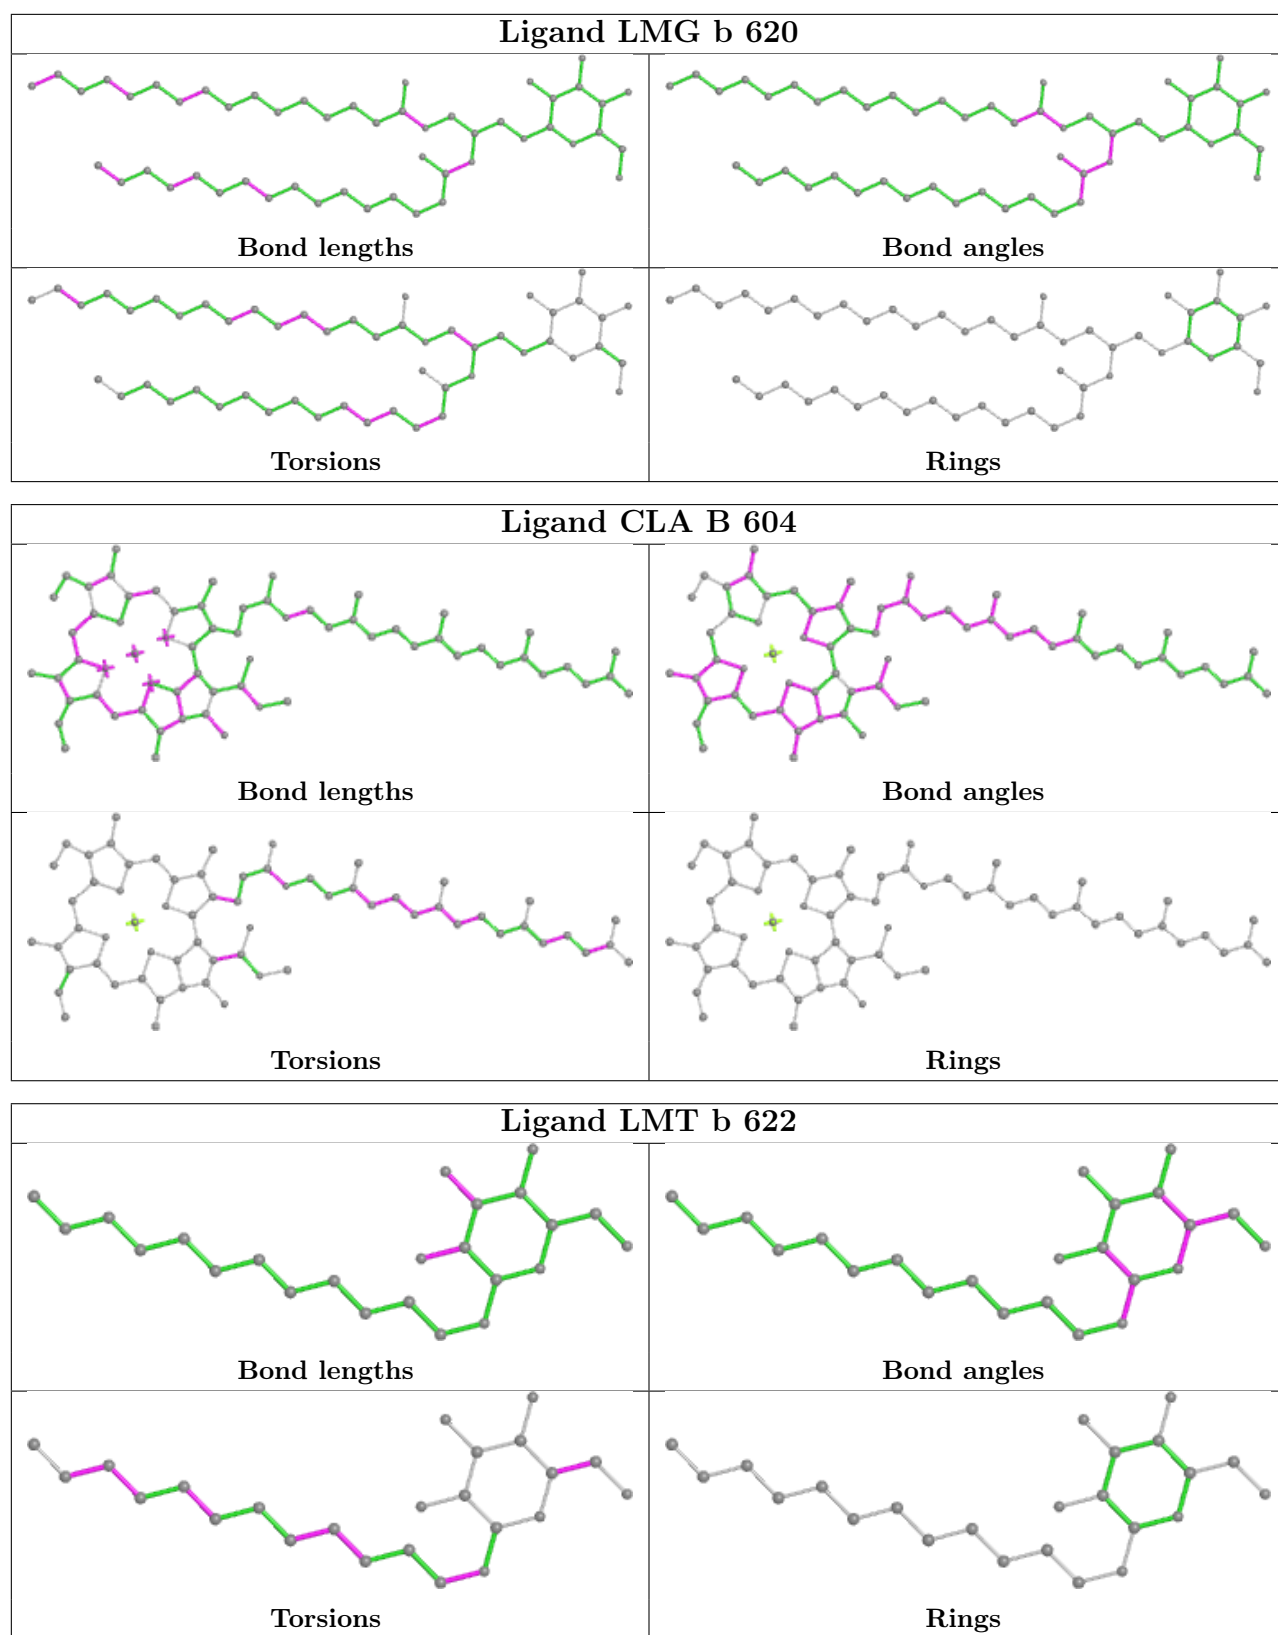 Ligand LMG b 620
Bond lengths
Bond angles
Torsions
Rings
Ligand CLA B 604
Bond lengths
Bond angles
Torsions
Rings
Ligand LMT b 622
Bond lengths
Bond angles
Torsions
Rings